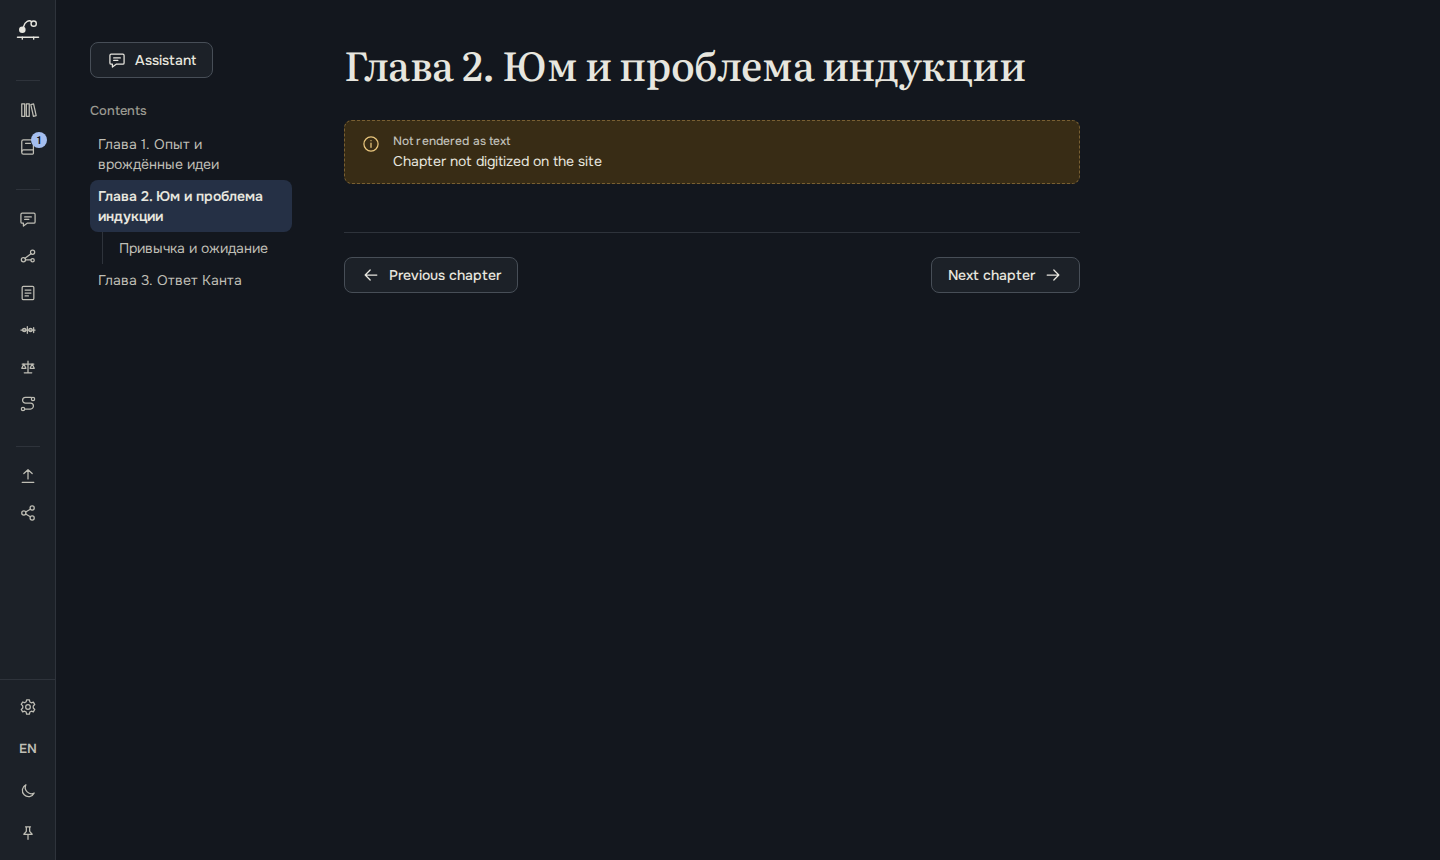 1
EN
Assistant
Contents
Глава 1. Опыт и
врождённые идеи
Глава 2. Юм и проблема
индукции
Привычка и ожидание
Глава 3. Ответ Канта
Глава 2. Юм и проблема индукции
Not rendered as text
Chapter not digitized on the site
Previous chapter
Next chapter